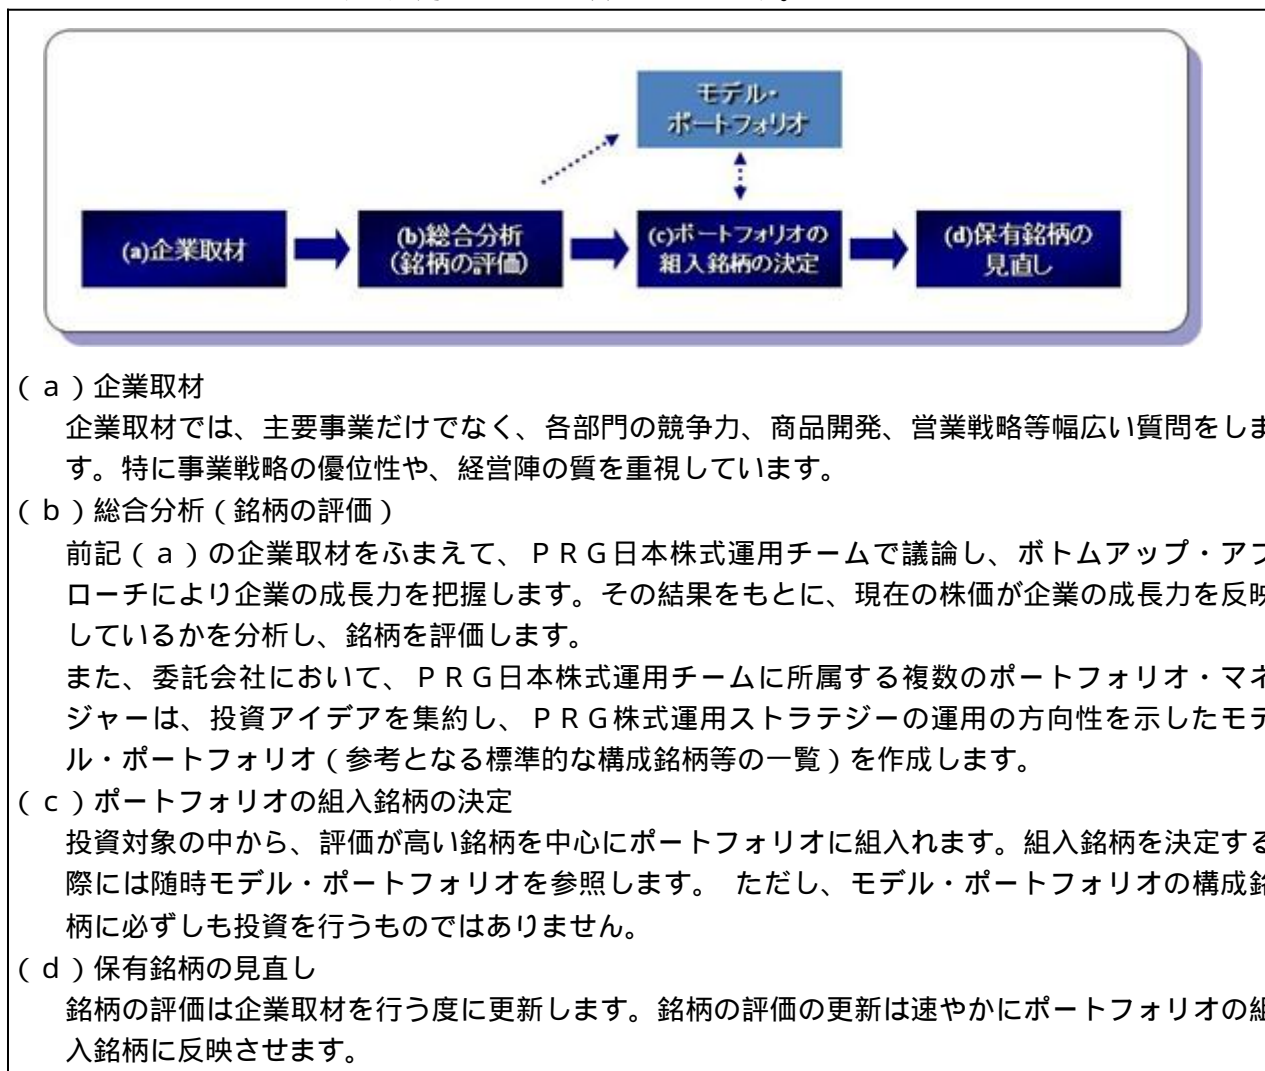 モデル・
ポートフォリオ
(a)企業取材
(b)総合分析
(銘柄の評価)
(c)ポートフォリオの
組入銘柄の決定
(d)保有銘柄の
見直し
(a)企業取材
企業取材では、主要事業だけでなく、各部門の競争力、商品開発、営業戦略等幅広い質問をしま
す。特に事業戦略の優位性や、経営陣の質を重視しています。
(b)総合分析(銘柄の評価)
前記(a)の企業取材をふまえて、PRG日本株式運用チームで議論し、ボトムアップ・アプ
ローチにより企業の成長力を把握します。その結果をもとに、現在の株価が企業の成長力を反映
しているかを分析し、銘柄を評価します。
また、委託会社において、PRG日本株式運用チームに所属する複数のポートフォリオ・マネ
ジャーは、投資アイデアを集約し、PRG株式運用ストラテジーの運用の方向性を示したモデ
ル・ポートフォリオ(参考となる標準的な構成銘柄等の一覧)を作成します。
(c)ポートフォリオの組入銘柄の決定
投資対象の中から、評価が高い銘柄を中心にポートフォリオに組入れます。組入銘柄を決定する
際には随時モデル・ポートフォリオを参照します。 ただし、モデル・ポートフォリオの構成銘
柄に必ずしも投資を行うものではありません。
(d)保有銘柄の見直し
銘柄の評価は企業取材を行う度に更新します。銘柄の評価の更新は速やかにポートフォリオの組
入銘柄に反映させます。